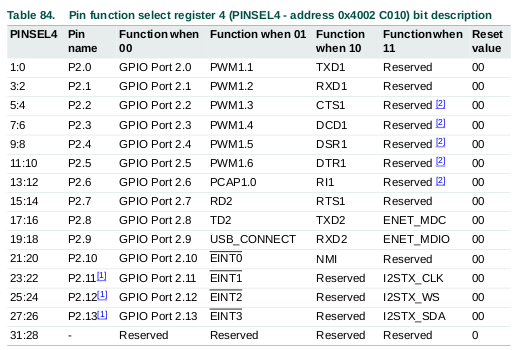 Table 84. Pin function select register 4 (PINSEL4 - address 0x4002 C010) bit description
PINSEL4 Pin name Function when 00 Function when 01 Function when 10 Function when 11 Reset value
1:0 P2.0 GPIO Port 2.0 PWM1.1 TXD1 Reserved 00
3:2 P2.1 GPIO Port 2.1 PWM1.2 RXD1 Reserved 00
5:4 P2.2 GPIO Port 2.2 PWM1.3 CTS1 Reserved [2] 00
7:6 P2.3 GPIO Port 2.3 PWM1.4 DCD1 Reserved [2] 00
9:8 P2.4 GPIO Port 2.4 PWM1.5 DSR1 Reserved [2] 00
11:10 P2.5 GPIO Port 2.5 PWM1.6 DTR1 Reserved [2] 00
13:12 P2.6 GPIO Port 2.6 PCAP1.0 RI1 Reserved [2] 00
15:14 P2.7 GPIO Port 2.7 RD2 RTS1 Reserved 00
17:16 P2.8 GPIO Port 2.8 TD2 TXD2 ENET_MDC 00
19:18 P2.9 GPIO Port 2.9 USB_CONNECT RXD2 ENET_MDIO 00
21:20 P2.10 GPIO Port 2.10 EINT0 NMI Reserved 00
23:22 P2.11[1] GPIO Port 2.11 EINT1 Reserved I2STX_CLK 00
25:24 P2.12[1] GPIO Port 2.12 EINT2 Reserved I2STX_WS 00
27:26 P2.13[1] GPIO Port 2.13 EINT3 Reserved I2STX_SDA 00
31:28 - Reserved Reserved Reserved Reserved 0